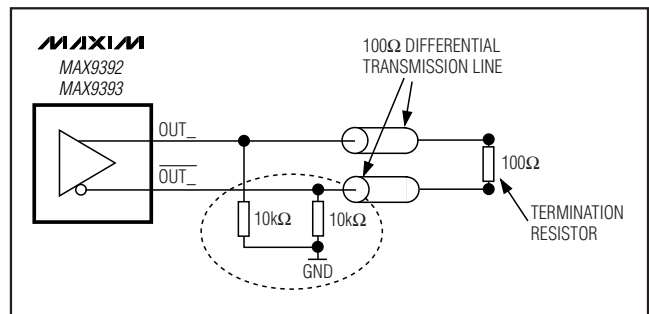 MAXIM
MAX9392
MAX9393
100Ω DIFFERENTIAL
TRANSMISSION LINE
OUT_
OUT_
100Ω
10kΩ
10kΩ
TERMINATION
RESISTOR
GND